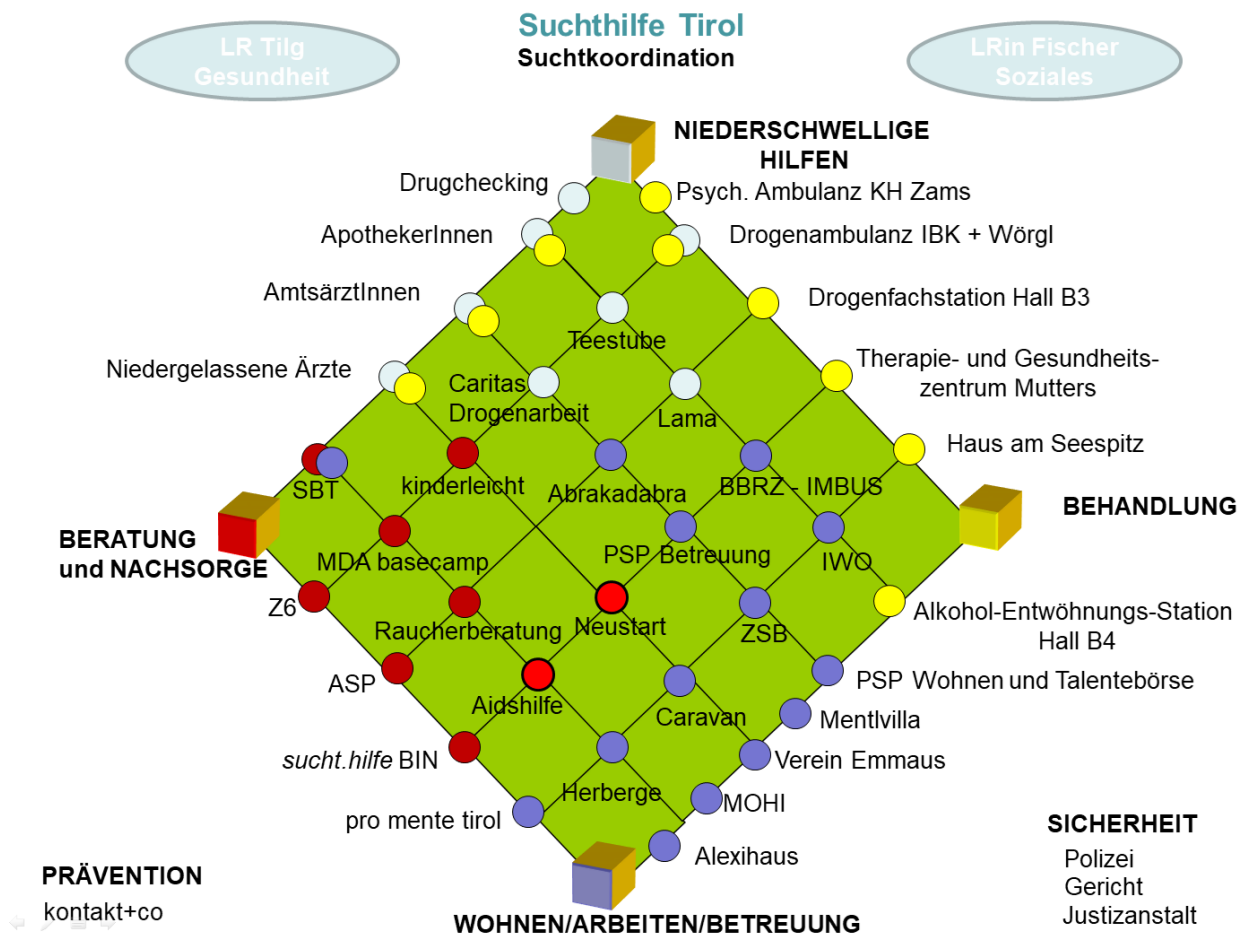 Suchthilfe Tirol
Suchtkoordination
LR Tilg
Gesundheit
LRin Fischer
Soziales
NIEDERSCHWELLIGE
HILFEN
Drugchecking
Psych. Ambulanz KH Zams
ApothekerInnen
Drogenambulanz IBK + Wörgl
AmtsärztInnen
Drogenfachstation Hall B3
Teestube
Niedergelassene Ärzte
Therapie- und Gesundheits-
zentrum Mutters
Caritas
Drogenarbeit
Lama
Haus am Seespitz
SBT
kinderleicht
Abrakadabra
BBRZ - IMBUS
BEHANDLUNG
BERATUNG
und NACHSORGE
MDA basecamp
PSP Betreuung
IWO
Z6
Raucherberatung
Neustart
ZSB
Alkohol-Entwöhnungs-Station
Hall B4
ASP
Aidshilfe
Caravan
PSP Wohnen und Talentebörse
Mentlvilla
sucht.hilfe BIN
Verein Emmaus
Herberge
MOHI
pro mente tirol
Alexihaus
SICHERHEIT
Polizei
Gericht
Justizanstalt
PRÄVENTION
kontakt+co
WOHNEN/ARBEITEN/BETREUUNG